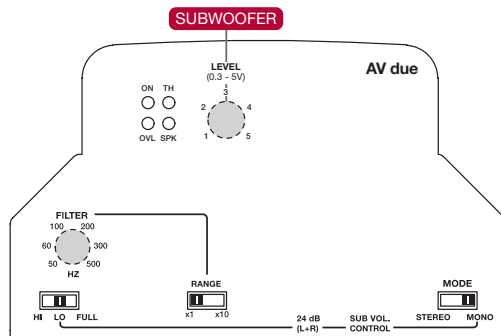 SUBWOOFER
LEVEL
(0.3 - 5V)
AV due
3
2 4
1 5
ON TH
OVL SPK
FILTER
100 200
60 300
50 500
HZ
RANGE
x1 x10
MODE
HI LO FULL
24 dB
(L+R)
SUB VOL.
CONTROL
STEREO MONO